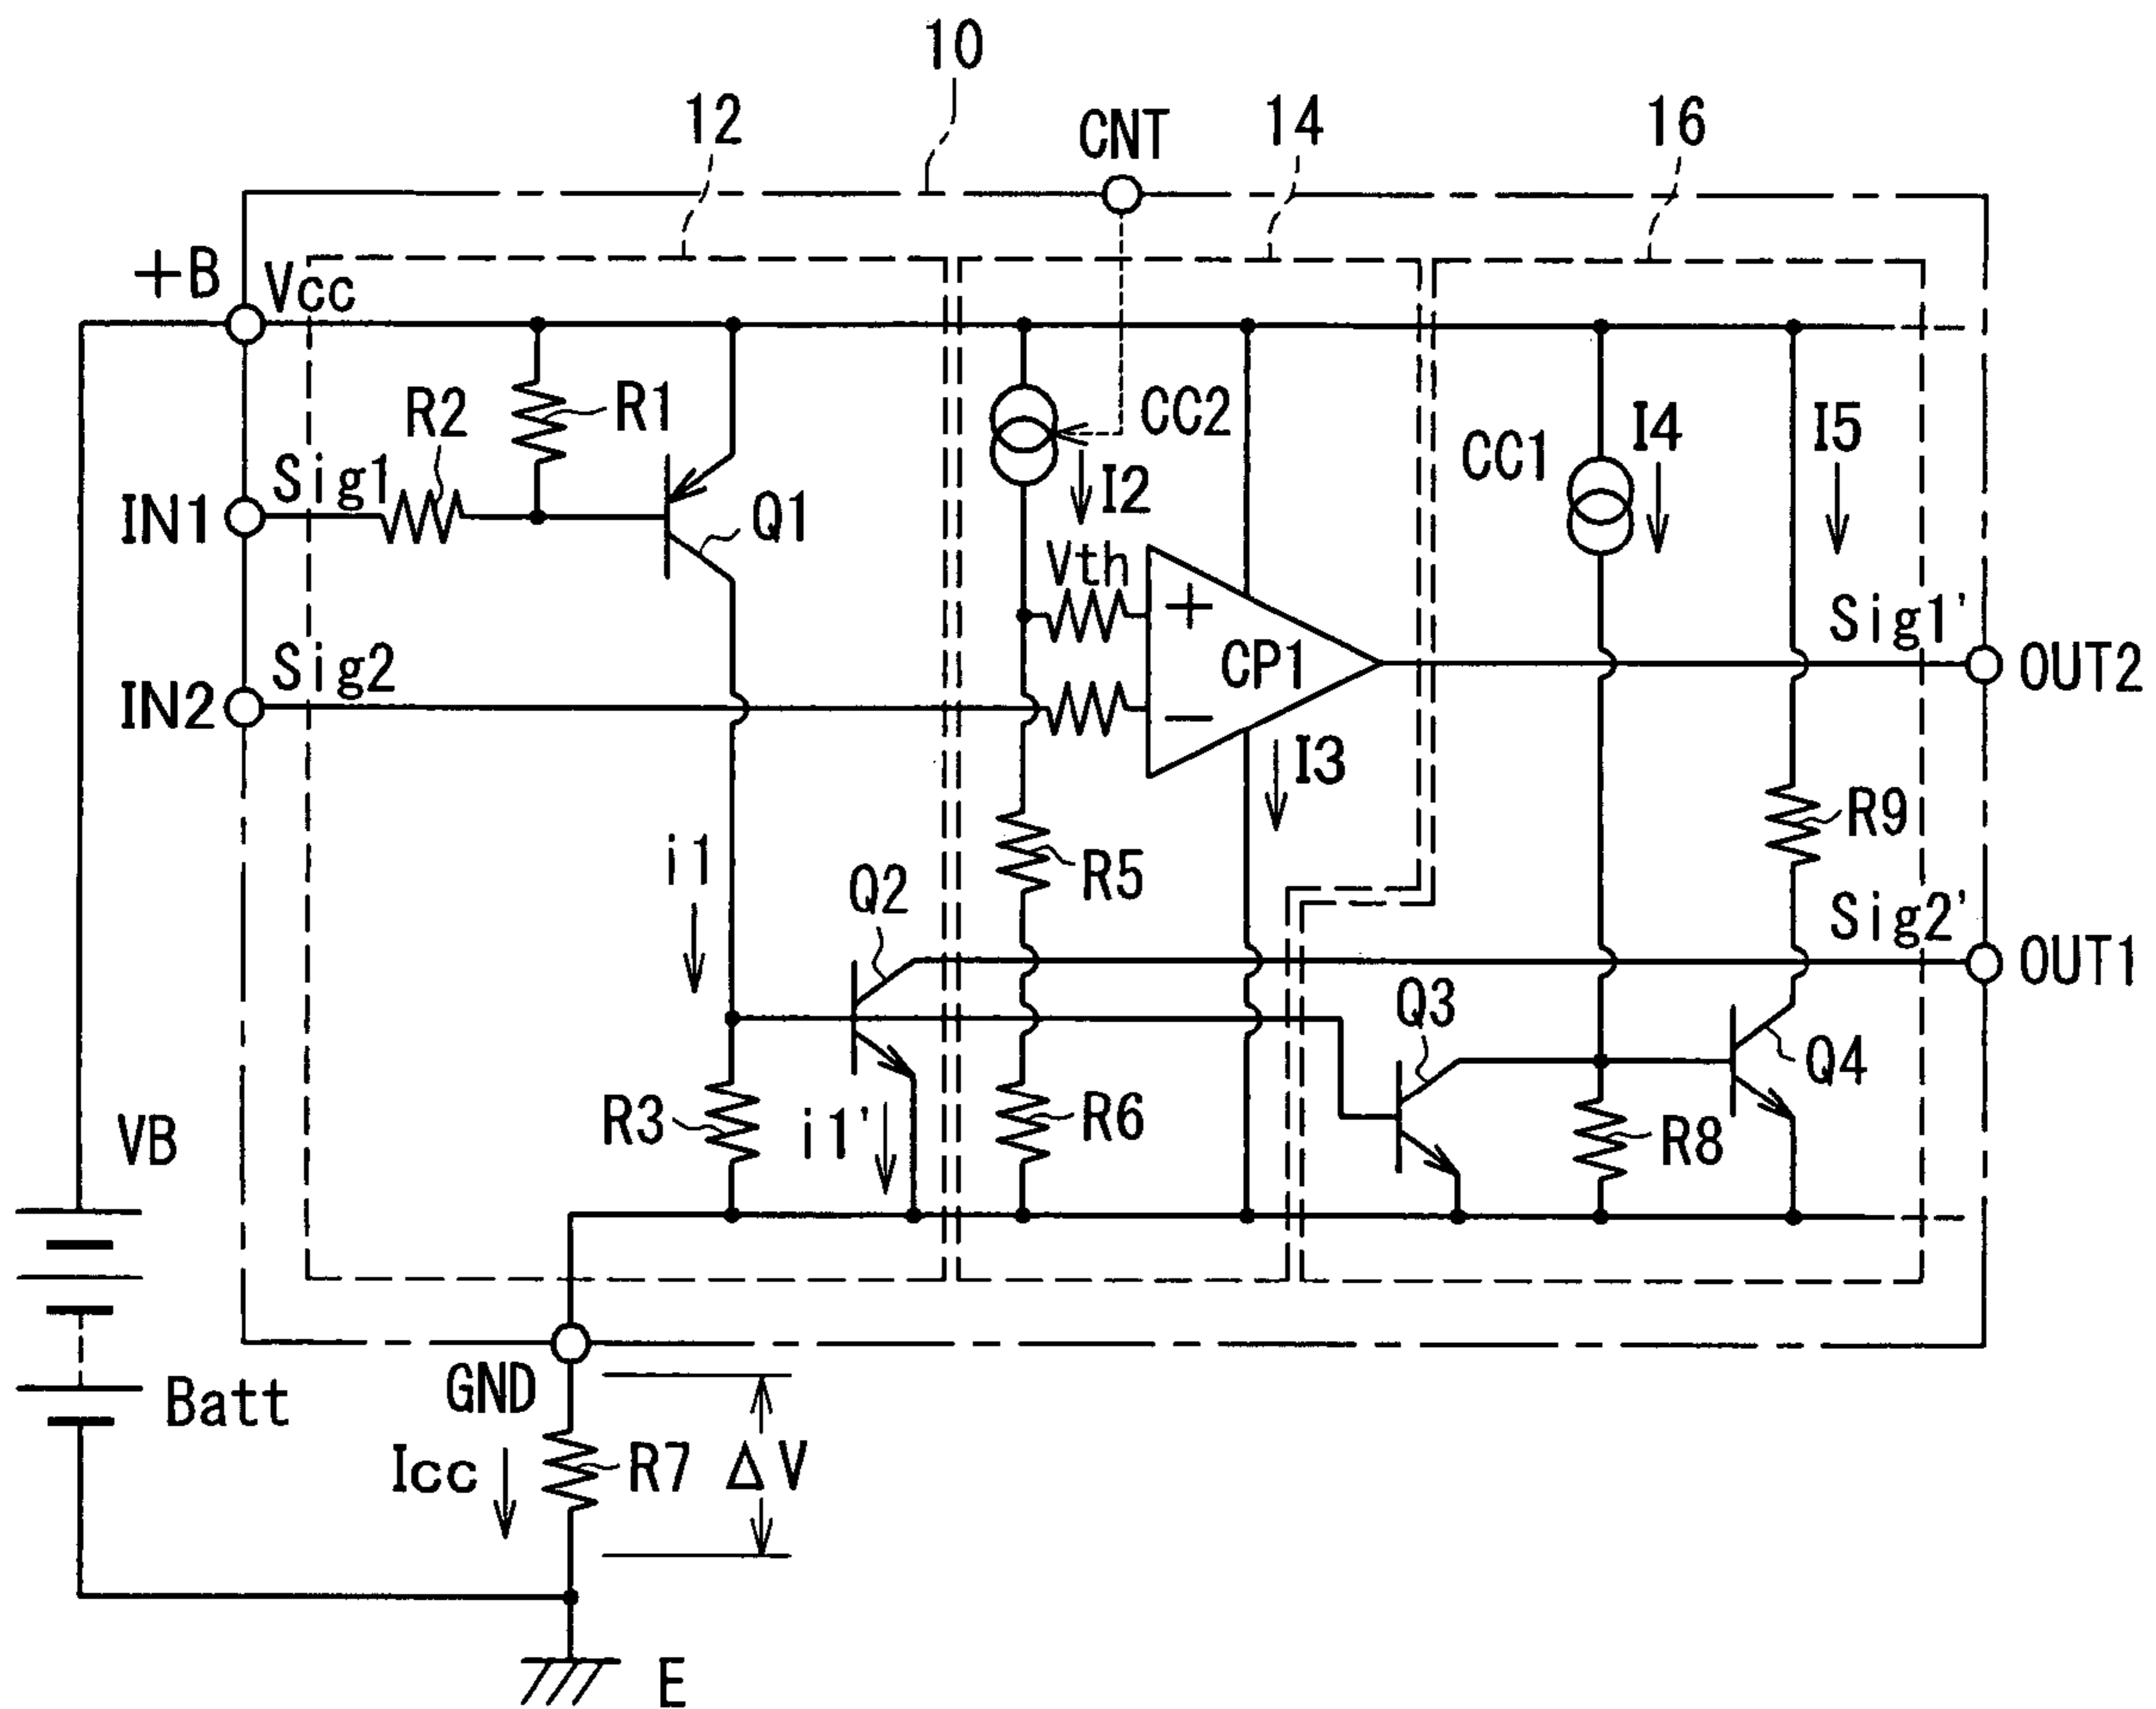 10
12
CNT
14
16
+B
Vcc
R2
R1
CC2
CC1
I4
I5
Sig1
IN1
Q1
I2
Vth
+
CP1
−
Sig1'
OUT2
Sig2
IN2
I3
R9
i1
Q2
R5
Sig2'
OUT1
Q3
Q4
VB
R3
i1'
R6
R8
GND
Batt
Icc
R7
ΔV
E